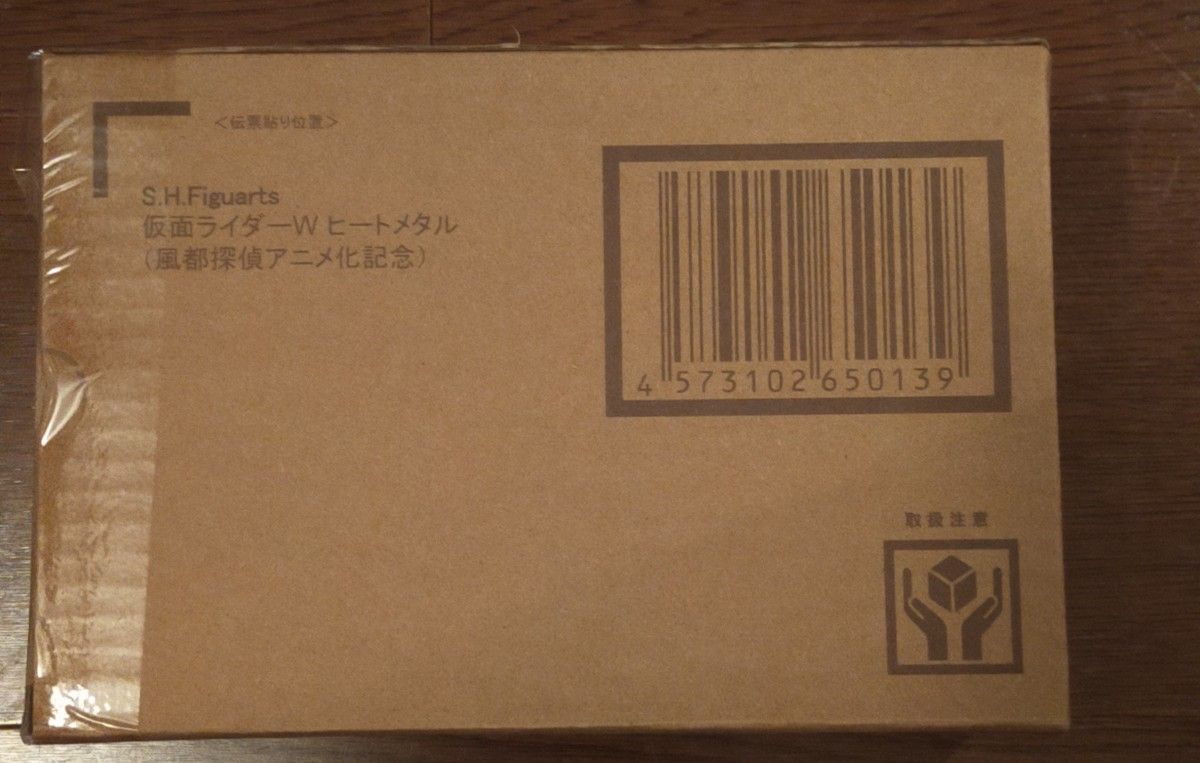 <伝票貼り位置>
S.H.Figuarts
仮面ライダーW ヒートメタル
(風都探偵アニメ化記念)
4 573102 650139
取扱注意